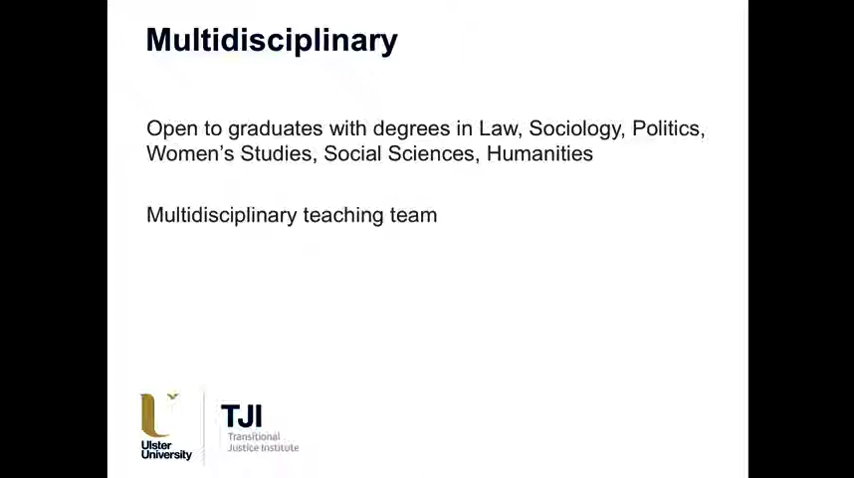 Multidisciplinary
Open to graduates with degrees in Law, Sociology, Politics,
Women's Studies, Social Sciences, Humanities
Multidisciplinary teaching team
Ulster
University
TJI
Transitional
Justice Institute